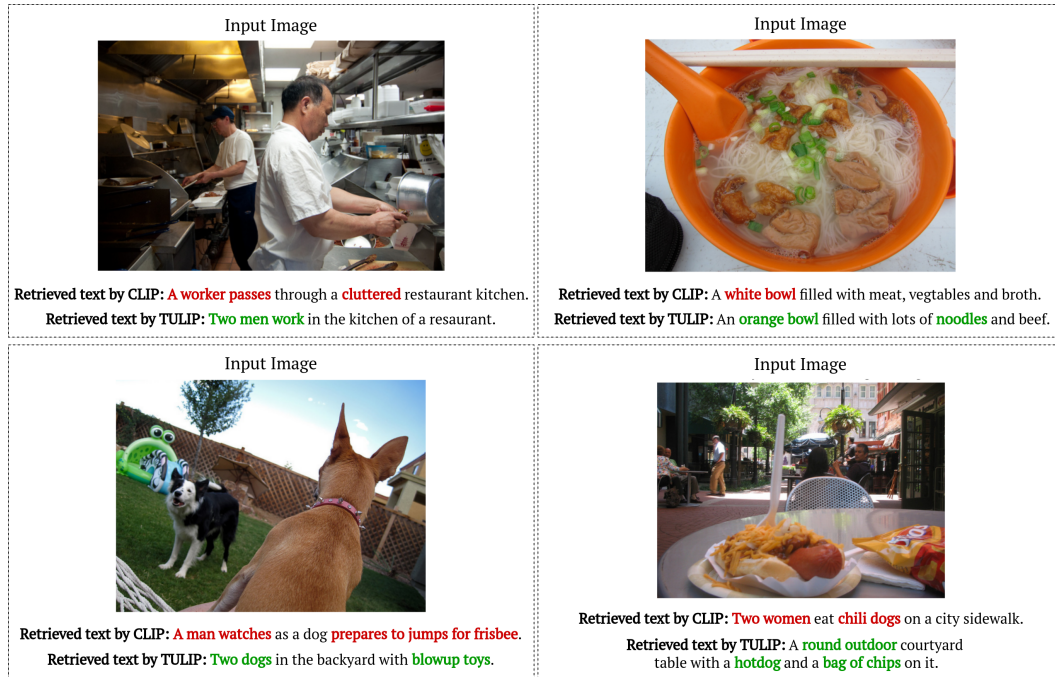 Input Image
Retrieved text by CLIP: A worker passes through a cluttered restaurant kitchen.
Retrieved text by TULIP: Two men work in the kitchen of a resaurant.
Input Image
Retrieved text by CLIP: A white bowl filled with meat, vegtables and broth.
Retrieved text by TULIP: An orange bowl filled with lots of noodles and beef.
Input Image
Retrieved text by CLIP: A man watches as a dog prepares to jumps for frisbee.
Retrieved text by TULIP: Two dogs in the backyard with blowup toys.
Input Image
Retrieved text by CLIP: Two women eat chili dogs on a city sidewalk.
Retrieved text by TULIP: A round outdoor courtyard
table with a hotdog and a bag of chips on it.